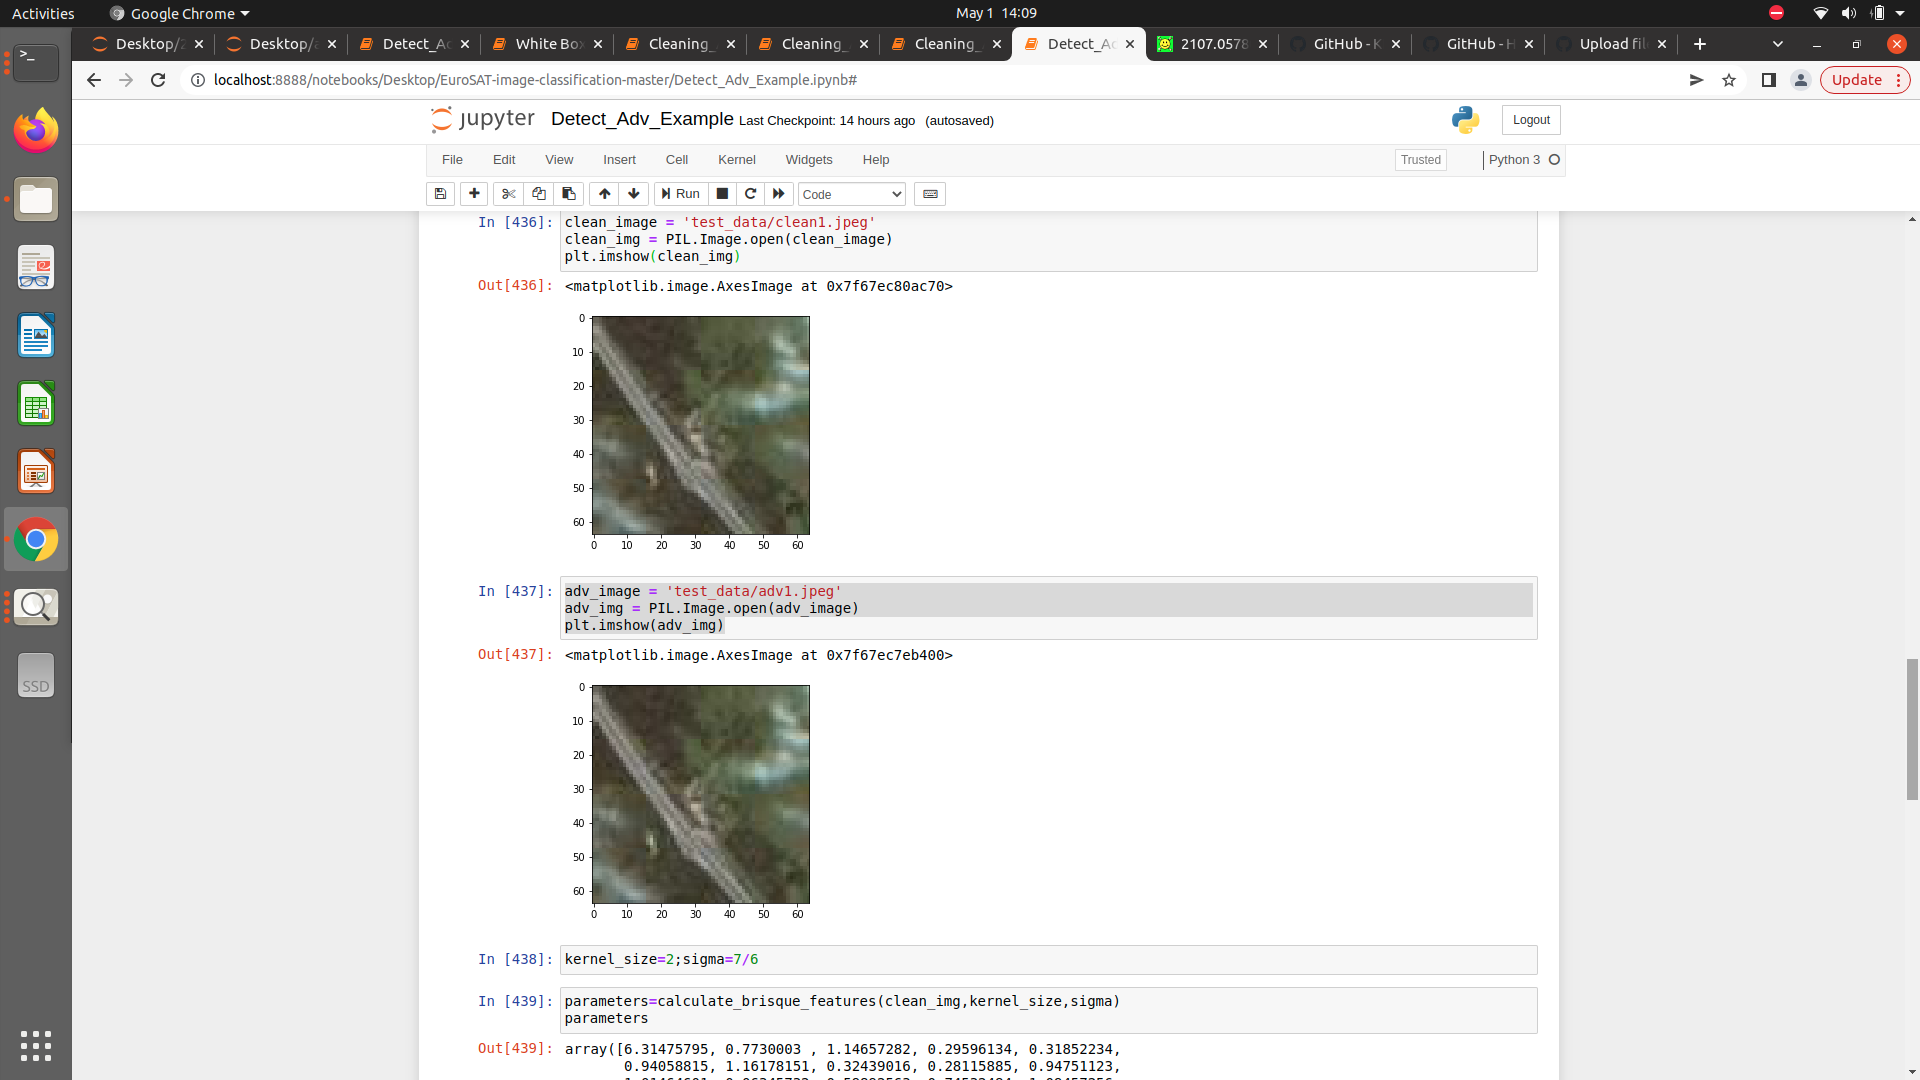 Activities
Google Chrome
May 1 14:09
Desktop/
Desktop/
Detect_Ad
White Box
Cleaning_
Cleaning_
Cleaning_
Detect_Ad
2107.0578
GitHub - K
GitHub - H
Upload fil
localhost:8888/notebooks/Desktop/EuroSAT-image-classification-master/Detect_Adv_Example.ipynb#
Update
jupyter
Detect_Adv_Example Last Checkpoint: 14 hours ago (autosaved)
Logout
File Edit View Insert Cell Kernel Widgets Help
Trusted
Python 3
Run
Code
In [436]: clean_image = 'test_data/clean1.jpeg'
clean_img = PIL.Image.open(clean_image)
plt.imshow(clean_img)
Out[436]: <matplotlib.image.AxesImage at 0x7f67ec80ac70>
0
10
20
30
40
50
60
0 10 20 30 40 50 60
In [437]: adv_image = 'test_data/adv1.jpeg'
adv_img = PIL.Image.open(adv_image)
plt.imshow(adv_img)
Out[437]: <matplotlib.image.AxesImage at 0x7f67ec7eb400>
0
10
20
30
40
50
60
0 10 20 30 40 50 60
In [438]: kernel_size=2;sigma=7/6
In [439]: parameters=calculate_brisque_features(clean_img,kernel_size,sigma)
parameters
Out[439]: array([6.31475795, 0.7730003 , 1.14657282, 0.29596134, 0.31852234,
0.94058815, 1.16178151, 0.32439016, 0.28115885, 0.94751123,
SSD